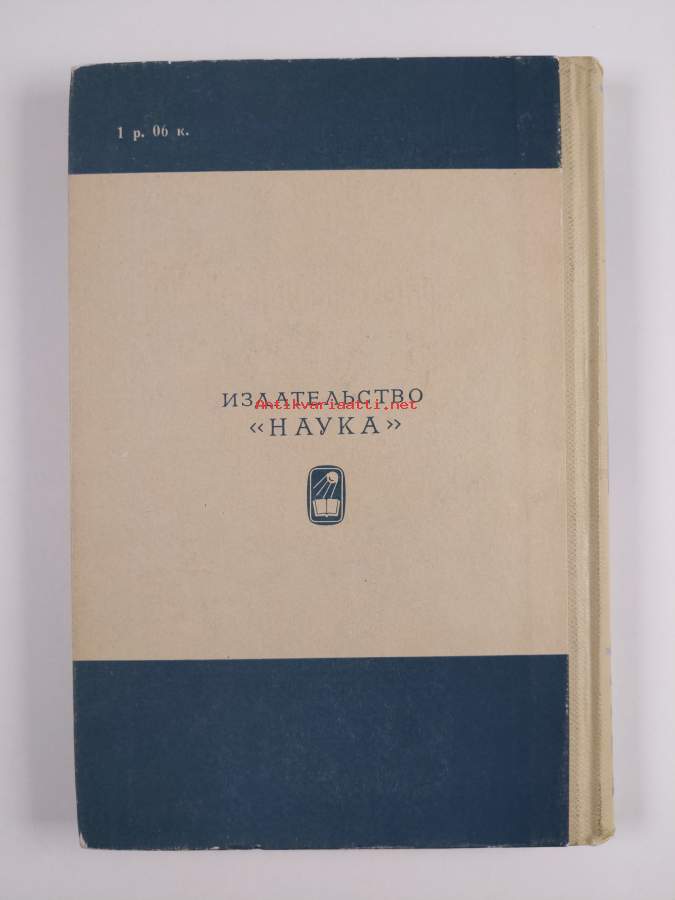 1 р. 06 к.
ИЗДАТЕЛЬСТВО
Antikvariaatti.net
«НАУКА»